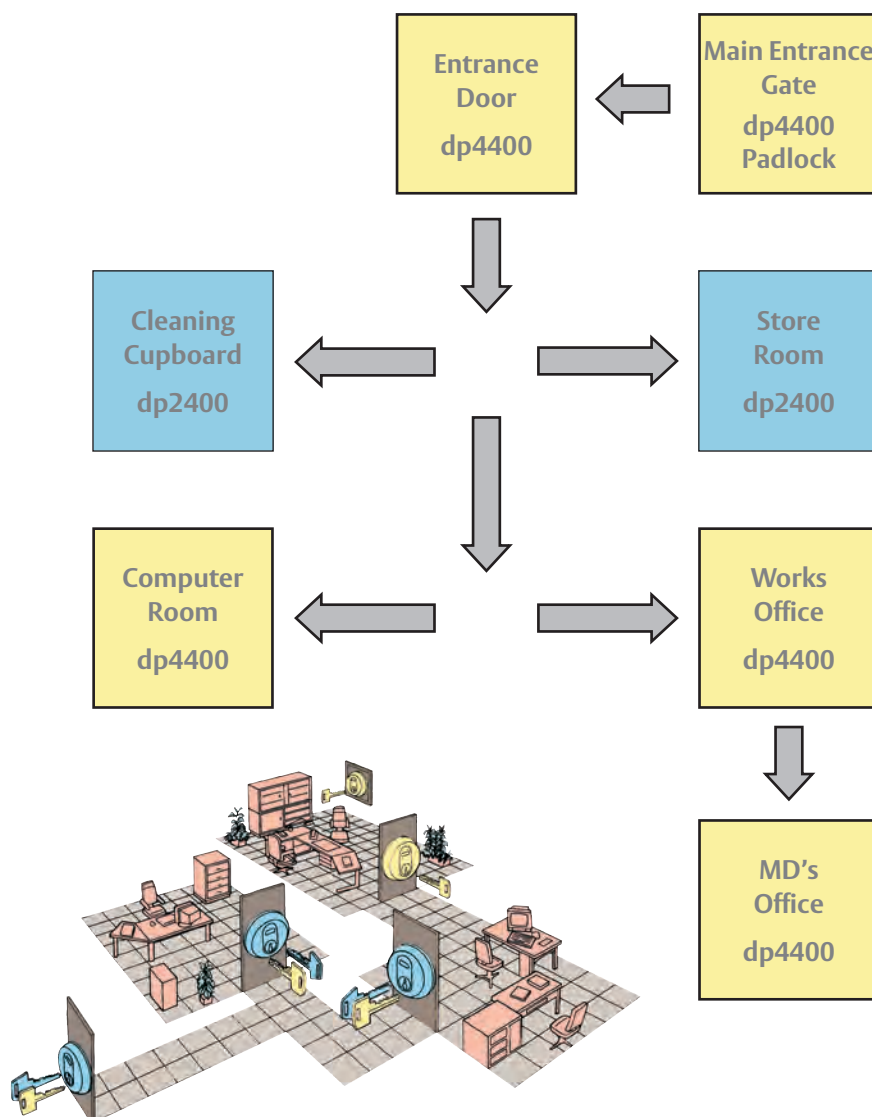 Entrance
Door
dp4400
Main Entrance
Gate
dp4400
Padlock
Cleaning
Cupboard
dp2400
Store
Room
dp2400
Computer
Room
dp4400
Works
Office
dp4400
MD’s
Office
dp4400